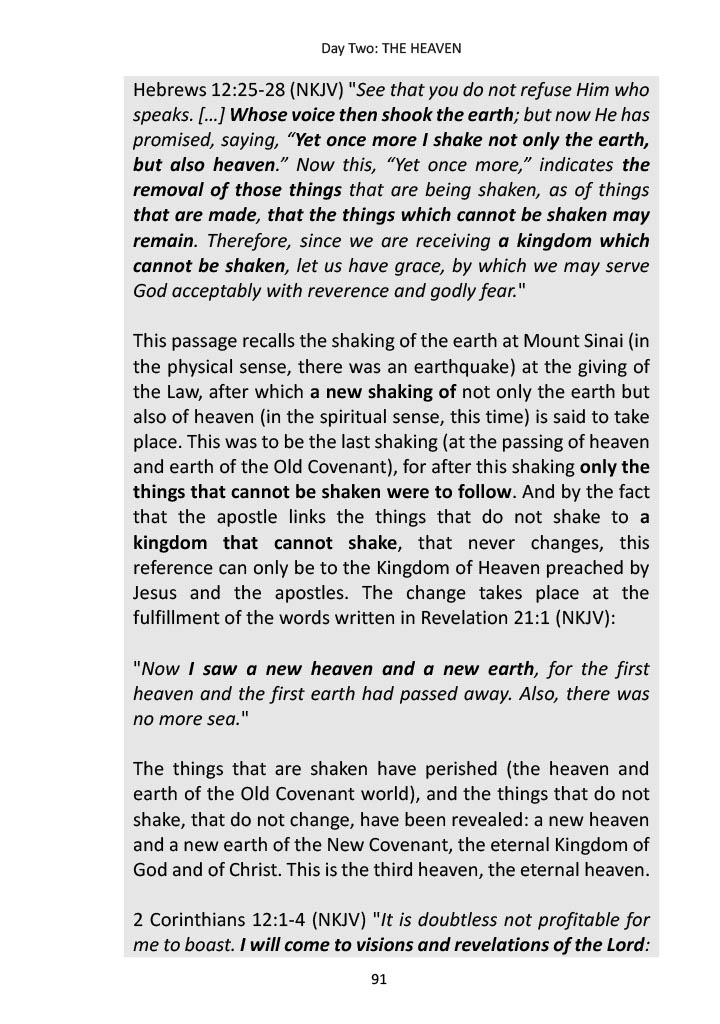 Day Two: THE HEAVEN
Hebrews 12:25-28 (NKJV) "See that you do not refuse Him who
speaks. […] Whose voice then shook the earth; but now He has
promised, saying, “Yet once more I shake not only the earth,
but also heaven.” Now this, “Yet once more,” indicates the
removal of those things that are being shaken, as of things
that are made, that the things which cannot be shaken may
remain. Therefore, since we are receiving a kingdom which
cannot be shaken, let us have grace, by which we may serve
God acceptably with reverence and godly fear."
This passage recalls the shaking of the earth at Mount Sinai (in
the physical sense, there was an earthquake) at the giving of
the Law, after which a new shaking of not only the earth but
also of heaven (in the spiritual sense, this time) is said to take
place. This was to be the last shaking (at the passing of heaven
and earth of the Old Covenant), for after this shaking only the
things that cannot be shaken were to follow. And by the fact
that the apostle links the things that do not shake to a
kingdom that cannot shake, that never changes, this
reference can only be to the Kingdom of Heaven preached by
Jesus and the apostles. The change takes place at the
fulfillment of the words written in Revelation 21:1 (NKJV):
"Now I saw a new heaven and a new earth, for the first
heaven and the first earth had passed away. Also, there was
no more sea."
The things that are shaken have perished (the heaven and
earth of the Old Covenant world), and the things that do not
shake, that do not change, have been revealed: a new heaven
and a new earth of the New Covenant, the eternal Kingdom of
God and of Christ. This is the third heaven, the eternal heaven.
2 Corinthians 12:1-4 (NKJV) "It is doubtless not profitable for
me to boast. I will come to visions and revelations of the Lord:
91